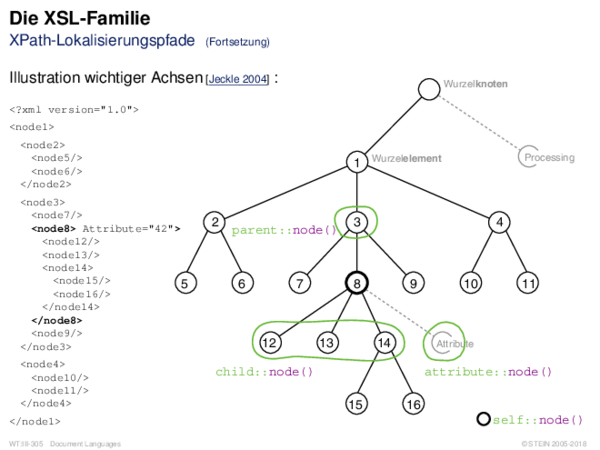 Die XSL-Familie
XPath-Lokalisierungspfade (Fortsetzung)
Illustration wichtiger Achsen [Jeckle 2004] :
<?xml version="1.0">
<node1>
<node2>
<node5/>
<node6/>
</node2>
<node3>
<node7/>
<node8> Attribute="42">
<node12/>
<node13/>
<node14>
<node15/>
<node16/>
</node14>
</node8>
<node9/>
</node3>
<node4>
<node10/>
<node11/>
</node4>
</node1>
Wurzelknoten
Processing
1 Wurzelelement
2 parent::node() 3 4
5 6 7 8 9 10 11
12 13 14 Attribute
child::node() attribute::node()
15 16
self::node()
WT:III-305 Document Languages © STEIN 2005-2018